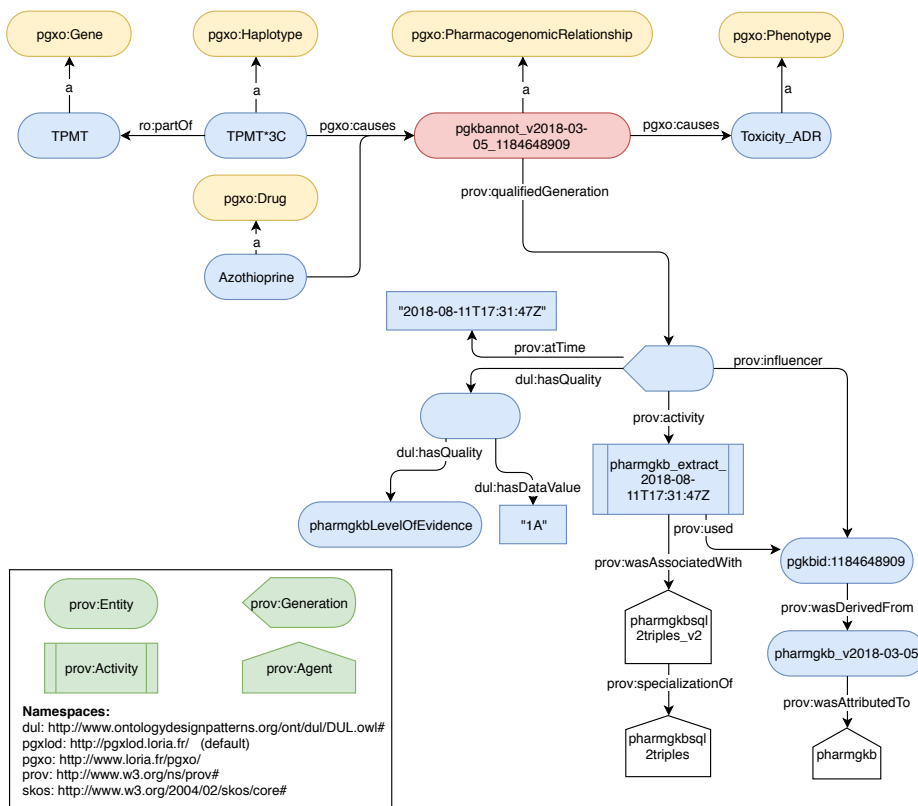 pgxo:Gene
pgxo:Haplotype
pgxo:PharmacogenomicRelationship
pgxo:Phenotype
a
a
a
a
TPMT
ro:partOf
TPMT*3C
pgxo:causes
pgkbannot_v2018-03-
05_1184648909
pgxo:causes
Toxicity_ADR
prov:qualifiedGeneration
pgxo:Drug
a
Azothioprine
"2018-08-11T17:31:47Z"
prov:atTime
prov:influencer
dul:hasQuality
prov:activity
dul:hasQuality
pharmgkb_extract_
2018-08-
11T17:31:47Z
dul:hasDataValue
pharmgkbLevelOfEvidence
"1A"
prov:used
prov:wasAssociatedWith
pgkbid:1184648909
prov:wasDerivedFrom
pharmgkbsql
2triples_v2
pharmgkb_v2018-03-05
prov:specializationOf
prov:wasAttributedTo
pharmgkbsql
2triples
pharmgkb
prov:Entity
prov:Generation
prov:Activity
prov:Agent
Namespaces:
dul: http://www.ontologydesignpatterns.org/ont/dul/DUL.owl#
pgxlod: http://pgxlod.loria.fr/ (default)
pgxo: http://www.loria.fr/pgxo/
prov: http://www.w3.org/ns/prov#
skos: http://www.w3.org/2004/02/skos/core#